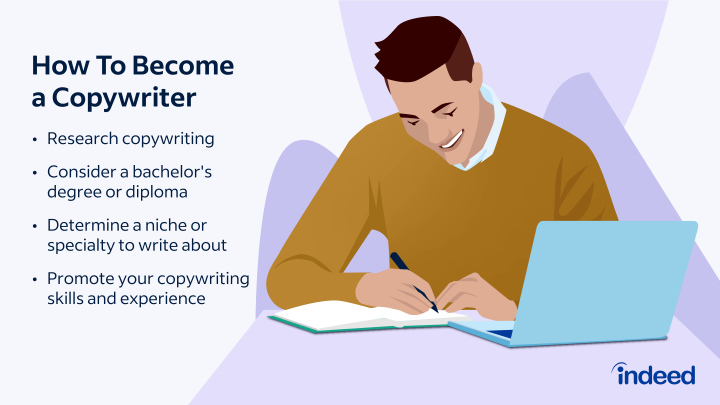 How To Become
a Copywriter
• Research copywriting
• Consider a bachelor's
degree or diploma
• Determine a niche or
specialty to write about
• Promote your copywriting
skills and experience
indeed